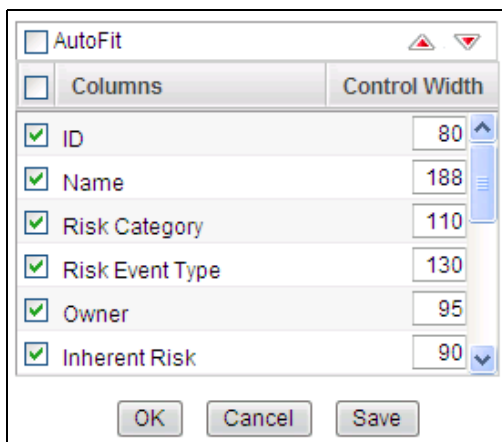 AutoFit
Columns Control Width
ID 80
Name 188
Risk Category 110
Risk Event Type 130
Owner 95
Inherent Risk 90
OK Cancel Save